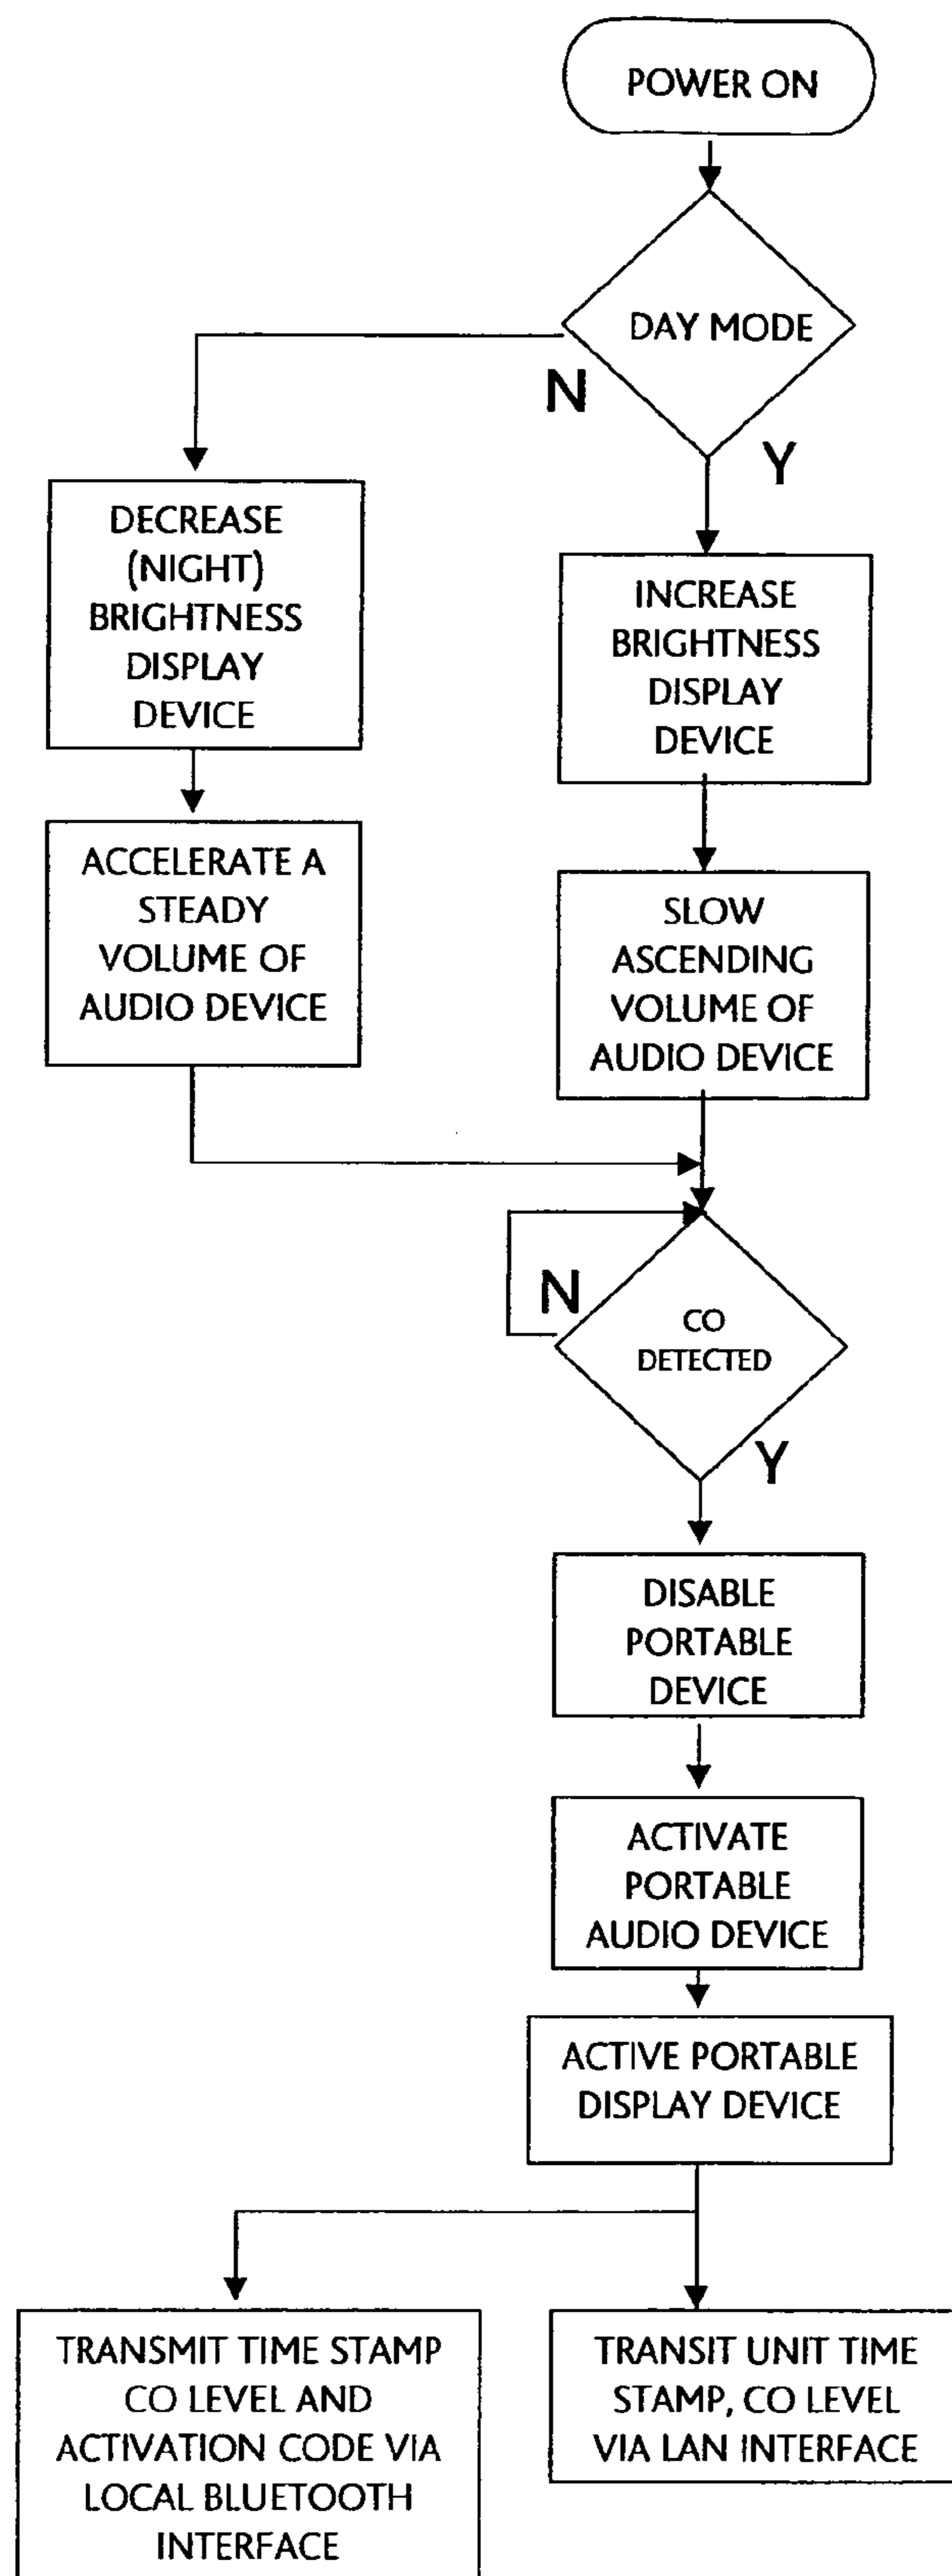 POWER ON
DAY MODE
N
Y
DECREASE
(NIGHT)
BRIGHTNESS
DISPLAY
DEVICE
INCREASE
BRIGHTNESS
DISPLAY
DEVICE
ACCELERATE A
STEADY
VOLUME OF
AUDIO DEVICE
SLOW
ASCENDING
VOLUME OF
AUDIO DEVICE
N
CO
DETECTED
Y
DISABLE
PORTABLE
DEVICE
ACTIVATE
PORTABLE
AUDIO DEVICE
ACTIVE PORTABLE
DISPLAY DEVICE
TRANSMIT TIME STAMP
CO LEVEL AND
ACTIVATION CODE VIA
LOCAL BLUETOOTH
INTERFACE
TRANSIT UNIT TIME
STAMP, CO LEVEL
VIA LAN INTERFACE